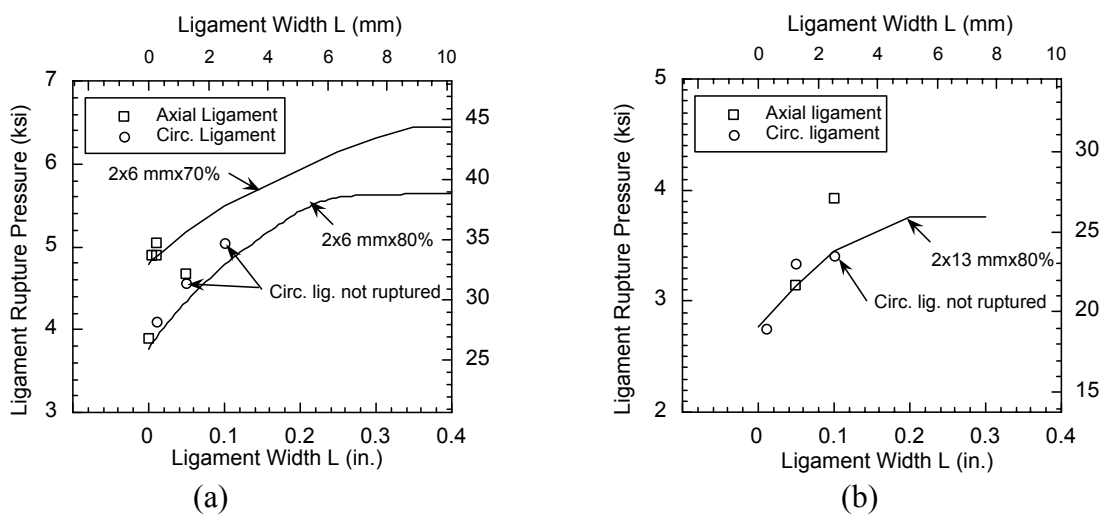 Ligament Width L (mm)
0 2 4 6 8 10
Ligament Rupture Pressure (ksi)
7
6
5
4
3
Axial Ligament
Circ. Ligament
2x6 mmx70%
2x6 mmx80%
Circ. lig. not ruptured
45
40
35
30
25
0 0.1 0.2 0.3 0.4
Ligament Width L (in.)
(a)
Ligament Width L (mm)
0 2 4 6 8 10
Ligament Rupture Pressure (ksi)
5
4
3
2
Axial ligament
Circ. ligament
2x13 mmx80%
Circ. lig. not ruptured
30
25
20
15
0 0.1 0.2 0.3 0.4
Ligament Width L (in.)
(b)